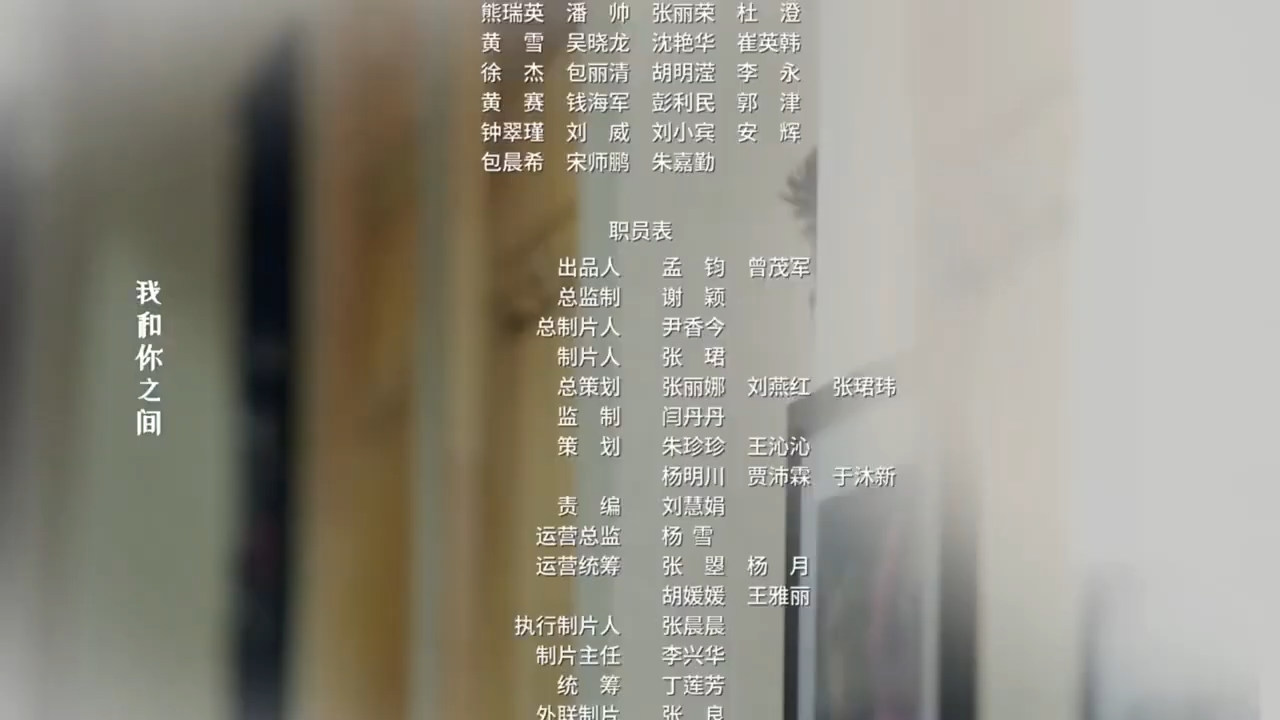 熊瑞英 潘 帅 张丽荣 杜 澄
黄 雪 吴晓龙 沈艳华 崔英韩
徐 杰 包丽清 胡明滢 李 永
黄 赛 钱海军 彭利民 郭 津
钟翠瑾 刘 威 刘小宾 安 辉
包晨希 宋师鹏 朱嘉勤
职员表
出品人 孟 钧 曾茂军
总监制 谢 颖
总制片人 尹香今
制片人 张 珺
总策划 张丽娜 刘燕红 张珺玮
监 制 闫丹丹
策 划 朱珍珍 王沁沁
杨明川 贾沛霖 于沐新
责 编 刘慧娟
运营总监 杨 雪
运营统筹 张 曌 杨 月
胡媛媛 王雅丽
执行制片人 张晨晨
制片主任 李兴华
统 筹 丁莲芳
外联制片 张 良
我和你之间